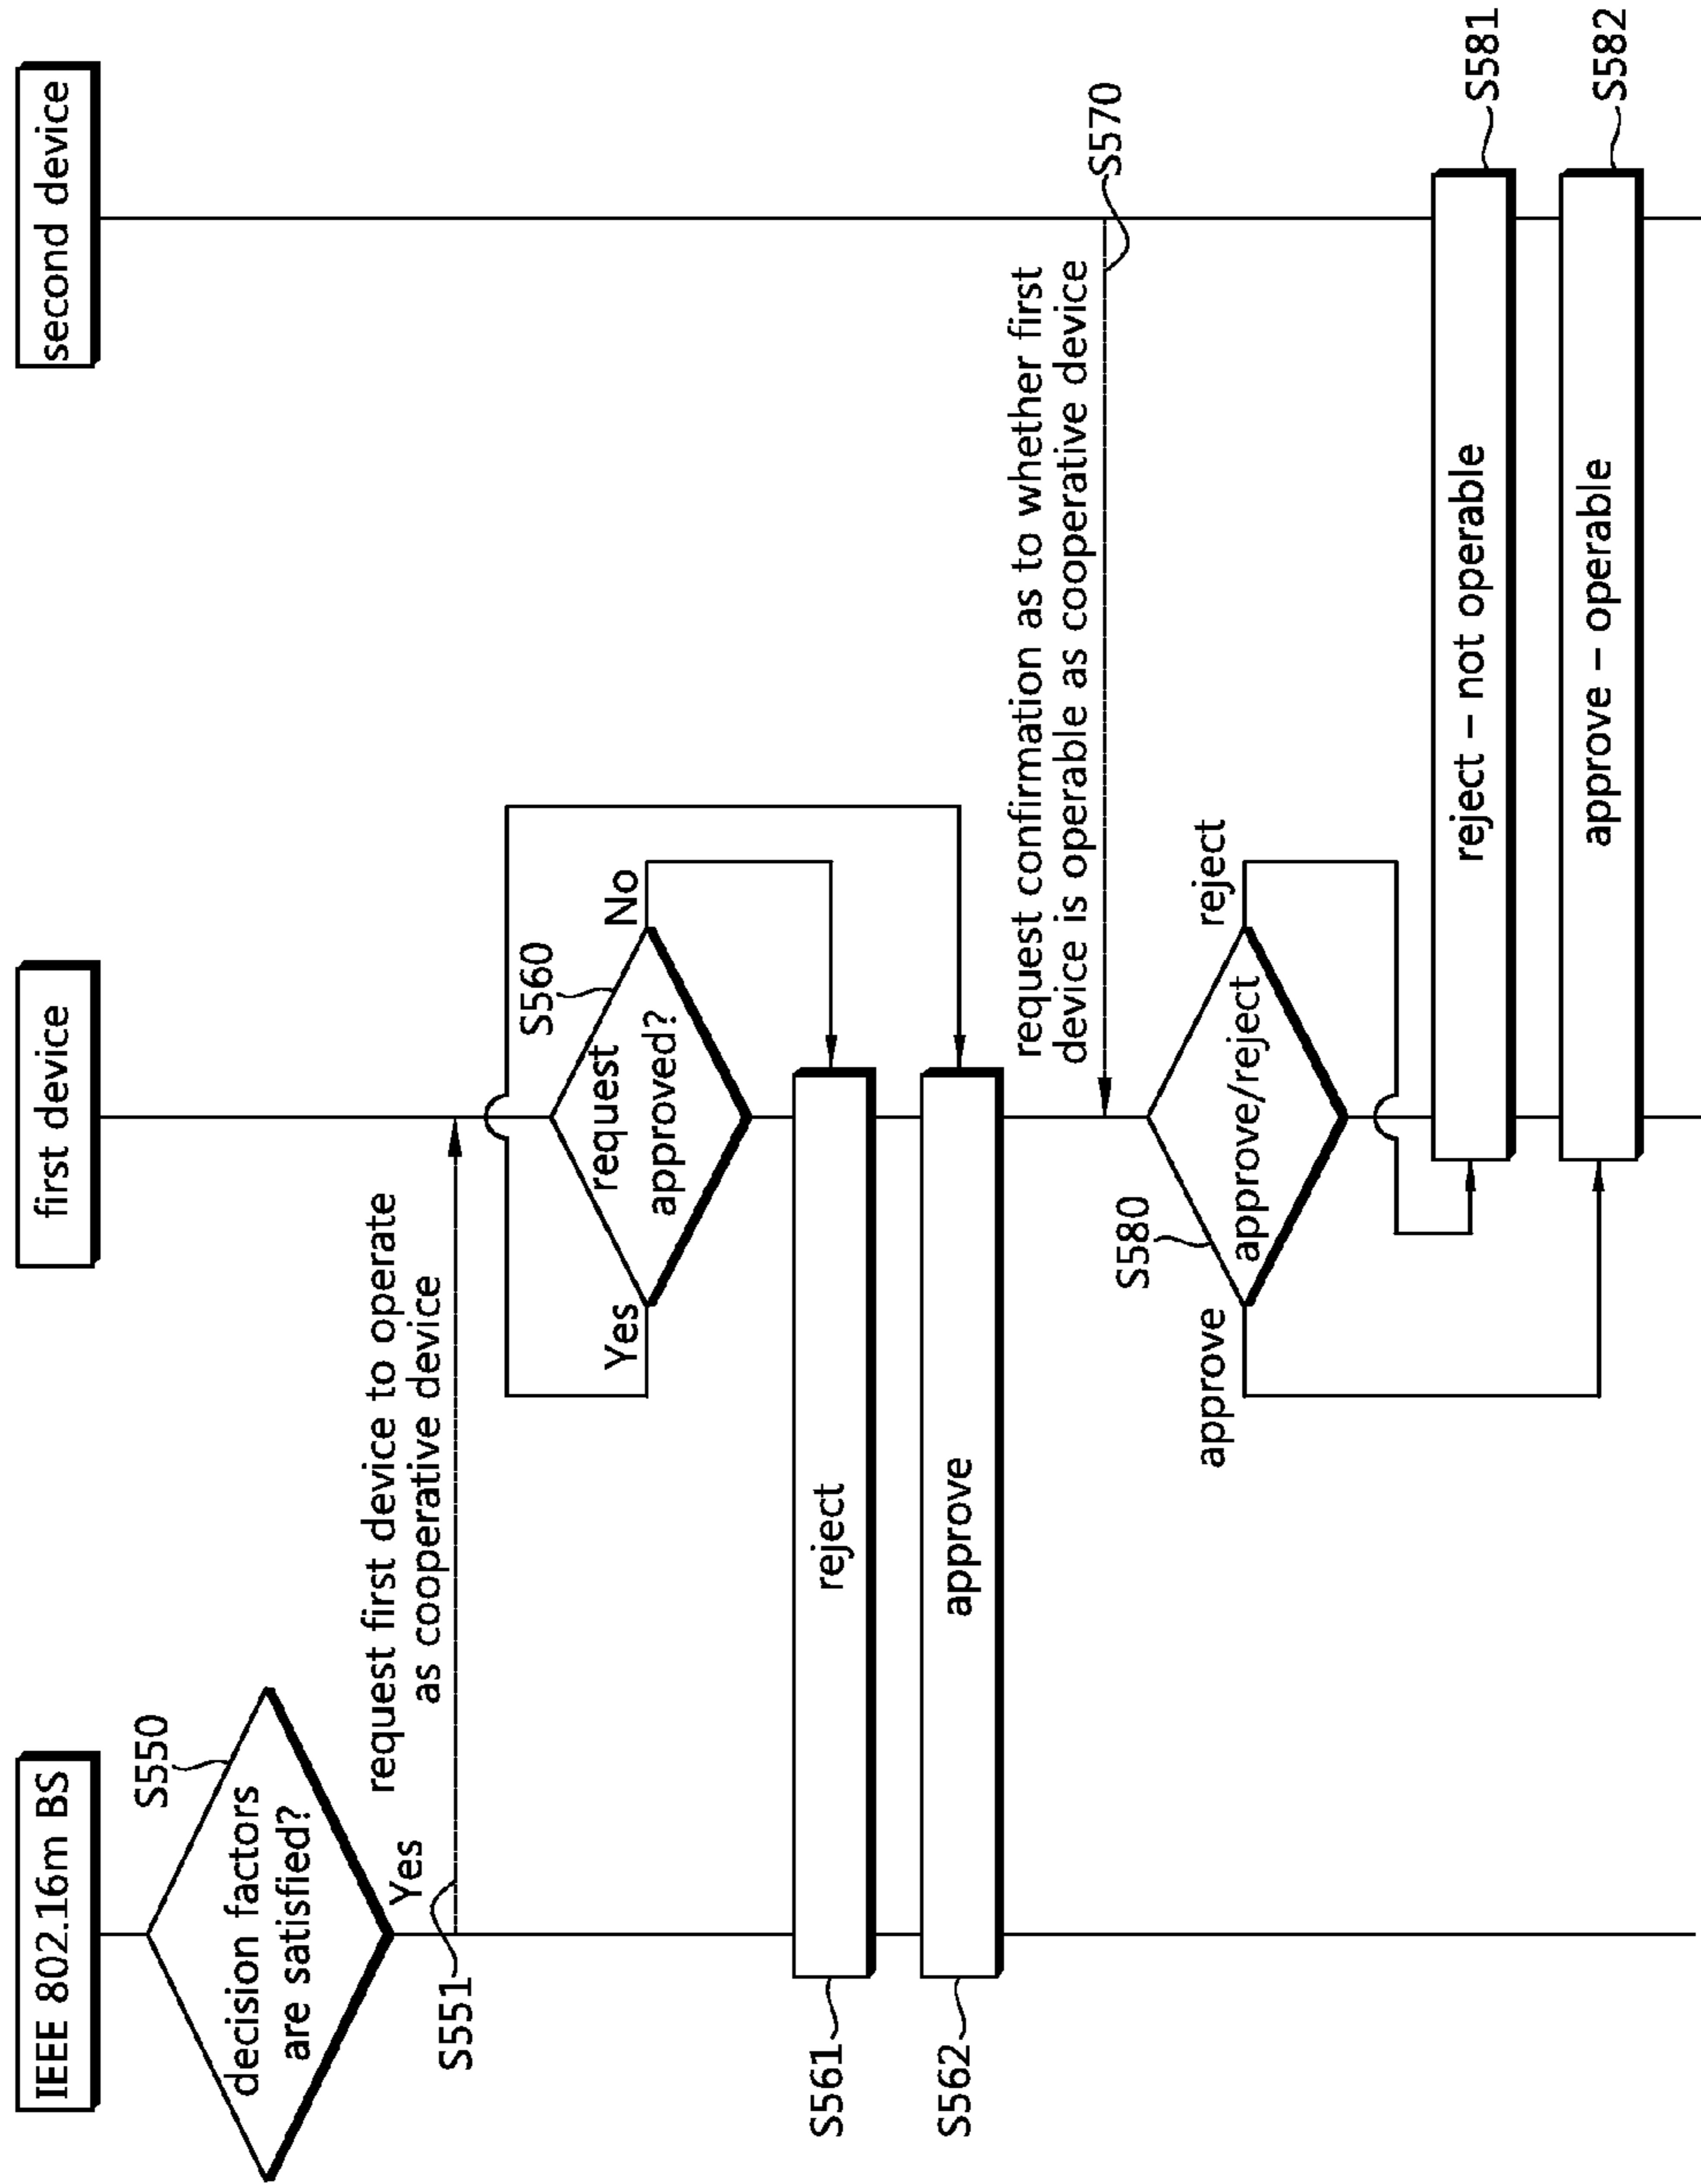 IEEE 802.16m BS
first device
second device
S550
decision factors
are satisfied?
Yes
request first device to operate
as cooperative device
S551
S560
request
approved?
Yes
No
S561
reject
S562
approve
request confirmation as to whether first
device is operable as cooperative device
S570
S580
approve/reject
approve
reject
reject – not operable
S581
approve – operable
S582